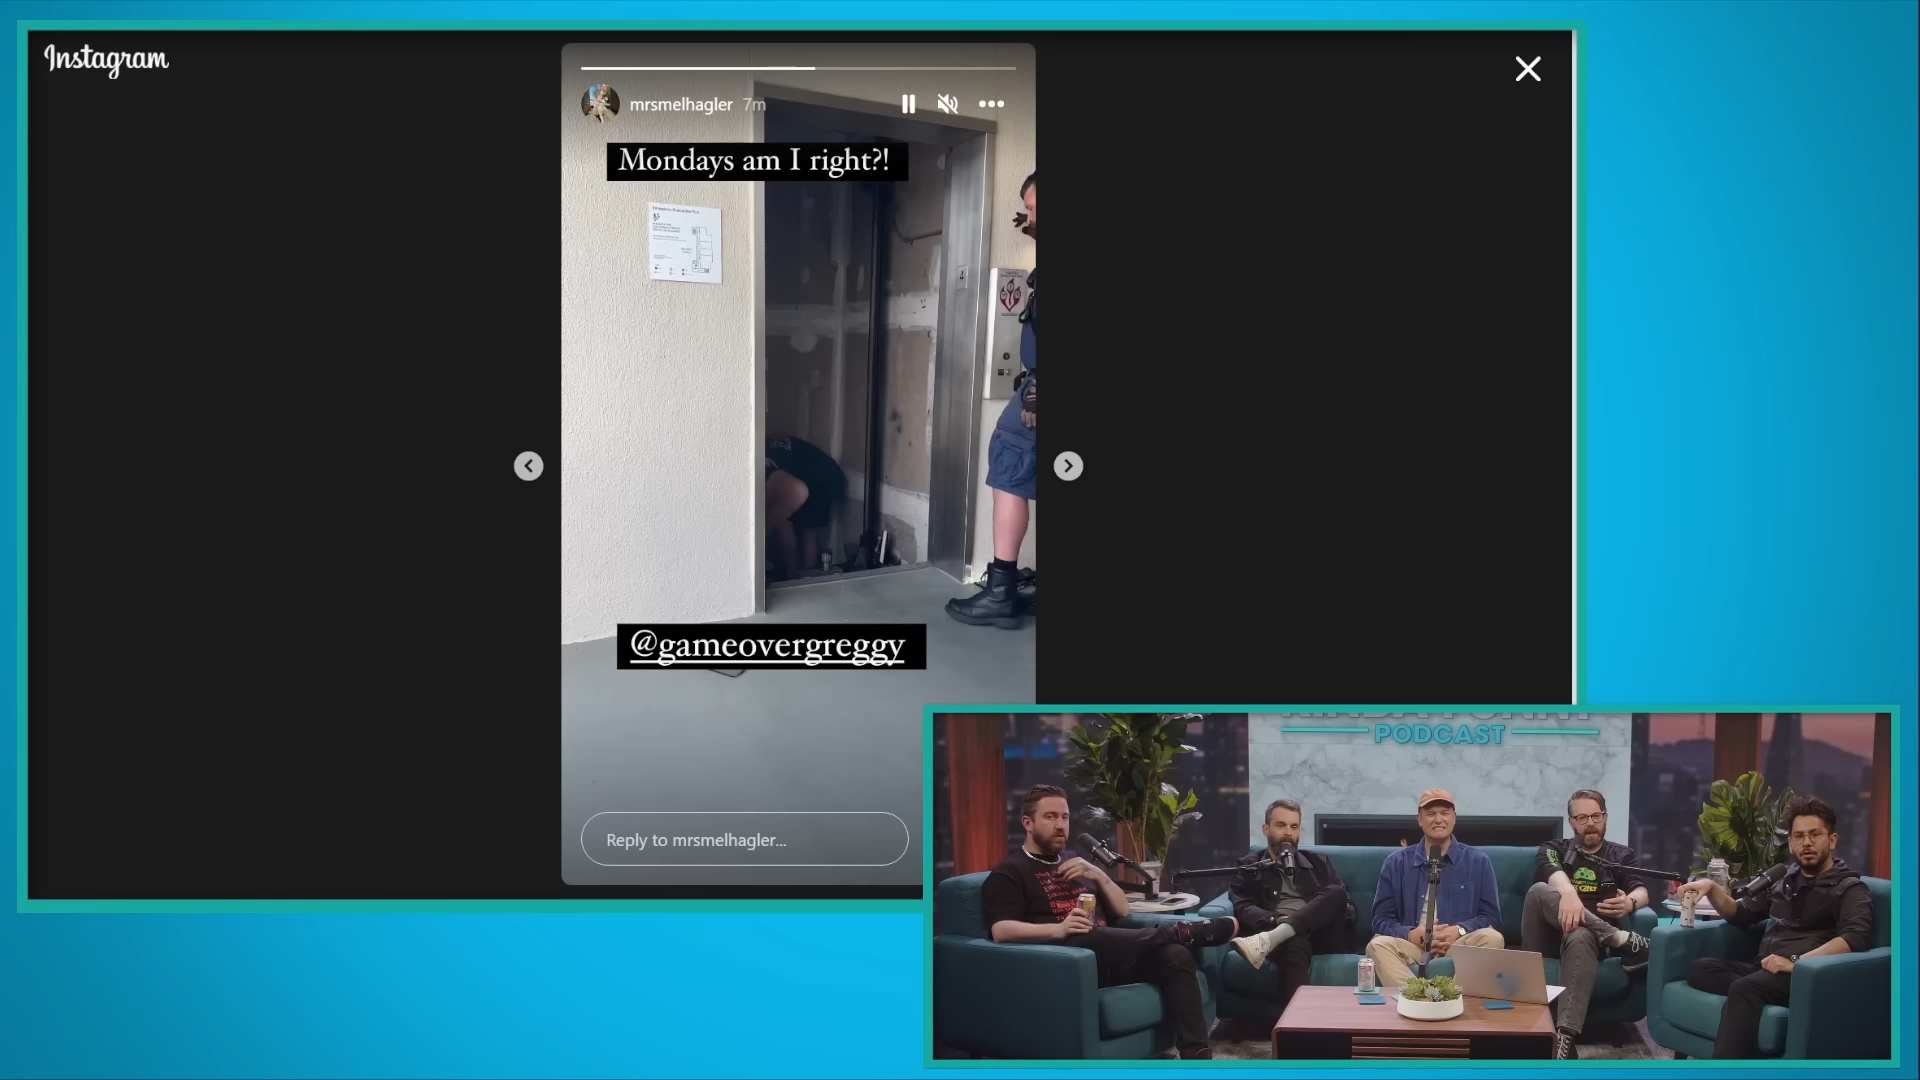 Instagram
mrsmelhagler 7m
Mondays am I right?!
@gameovergreggy
Reply to mrsmelhagler...
PODCAST